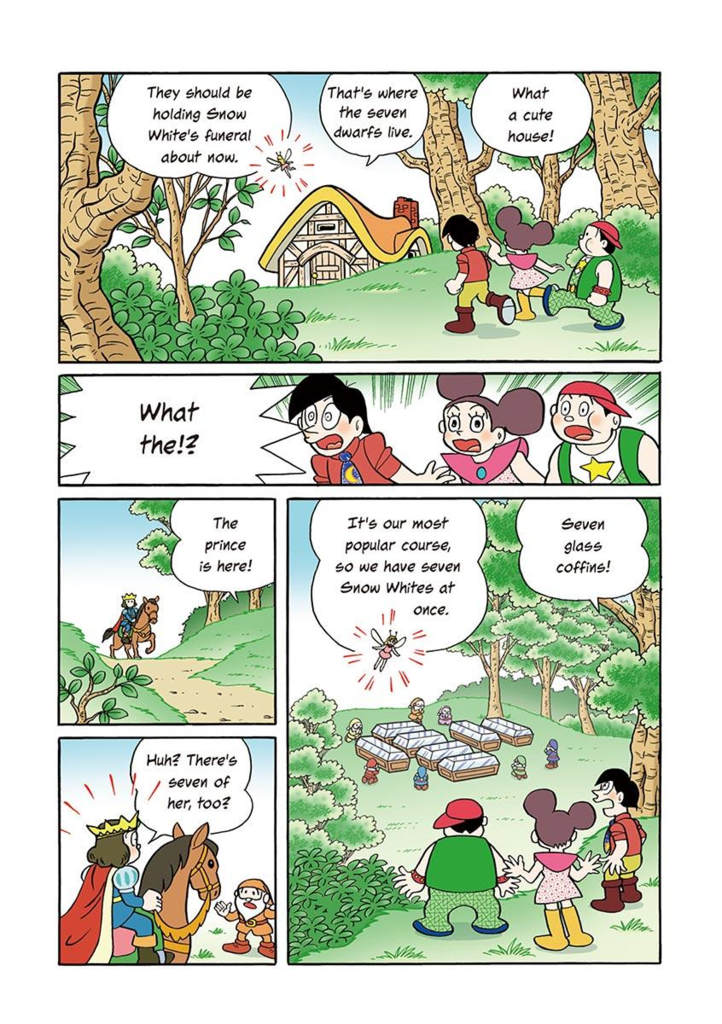 What
a cute
house!
That's where
the seven
dwarfs live.
They should be
holding Snow
White's funeral
about now.
What
the!?
Seven
glass
coffins!
It's our most
popular course,
so we have seven
Snow Whites at
once.
The
prince
is here!
Huh? There's
seven of
her, too?